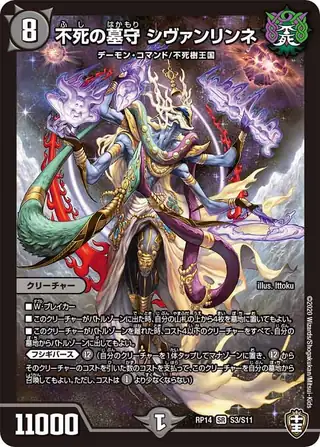 8
不死の墓守 シヴァンリンネ
ふし はかもり
デーモン・コマンド/不死樹王国
不死
クリーチャー
illus. Ittoku
■W・ブレイカー
■このクリーチャーがバトルゾーンに出た時、自分の山札の上から4枚を墓地に置いてもよい。
■このクリーチャーがバトルゾーンを離れた時、コスト4以下のクリーチャーをすべて、自分の墓地からバトルゾーンに出してもよい。
■フシギバース ⑫(自分のクリーチャーを1体タップしてマナゾーンに置き、⑫からそのクリーチャーのコストを引いた数のコストを支払って、このクリーチャーを自分の墓地から召喚してもよい。ただし、コストは①より少なくならない)
11000
RP14 SR S3/S11
十王
©2020 Wizards/Shogakukan/Mitsui-Kids